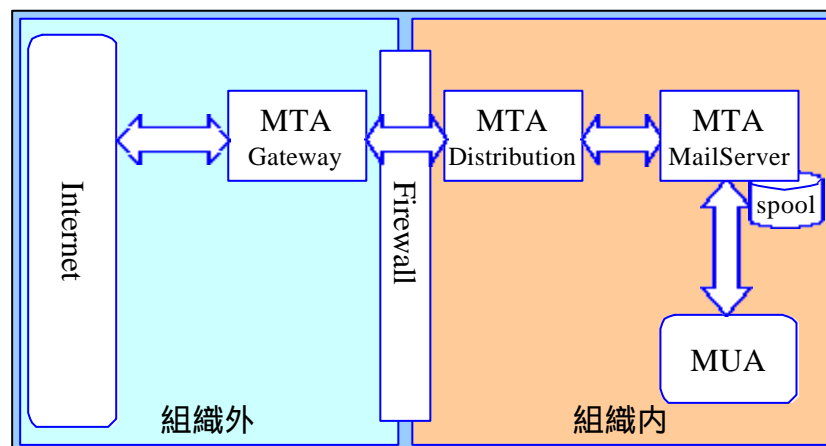 Internet
MTA
Gateway
Firewall
MTA
Distribution
MTA
MailServer
spool
MUA
組織外
組織内